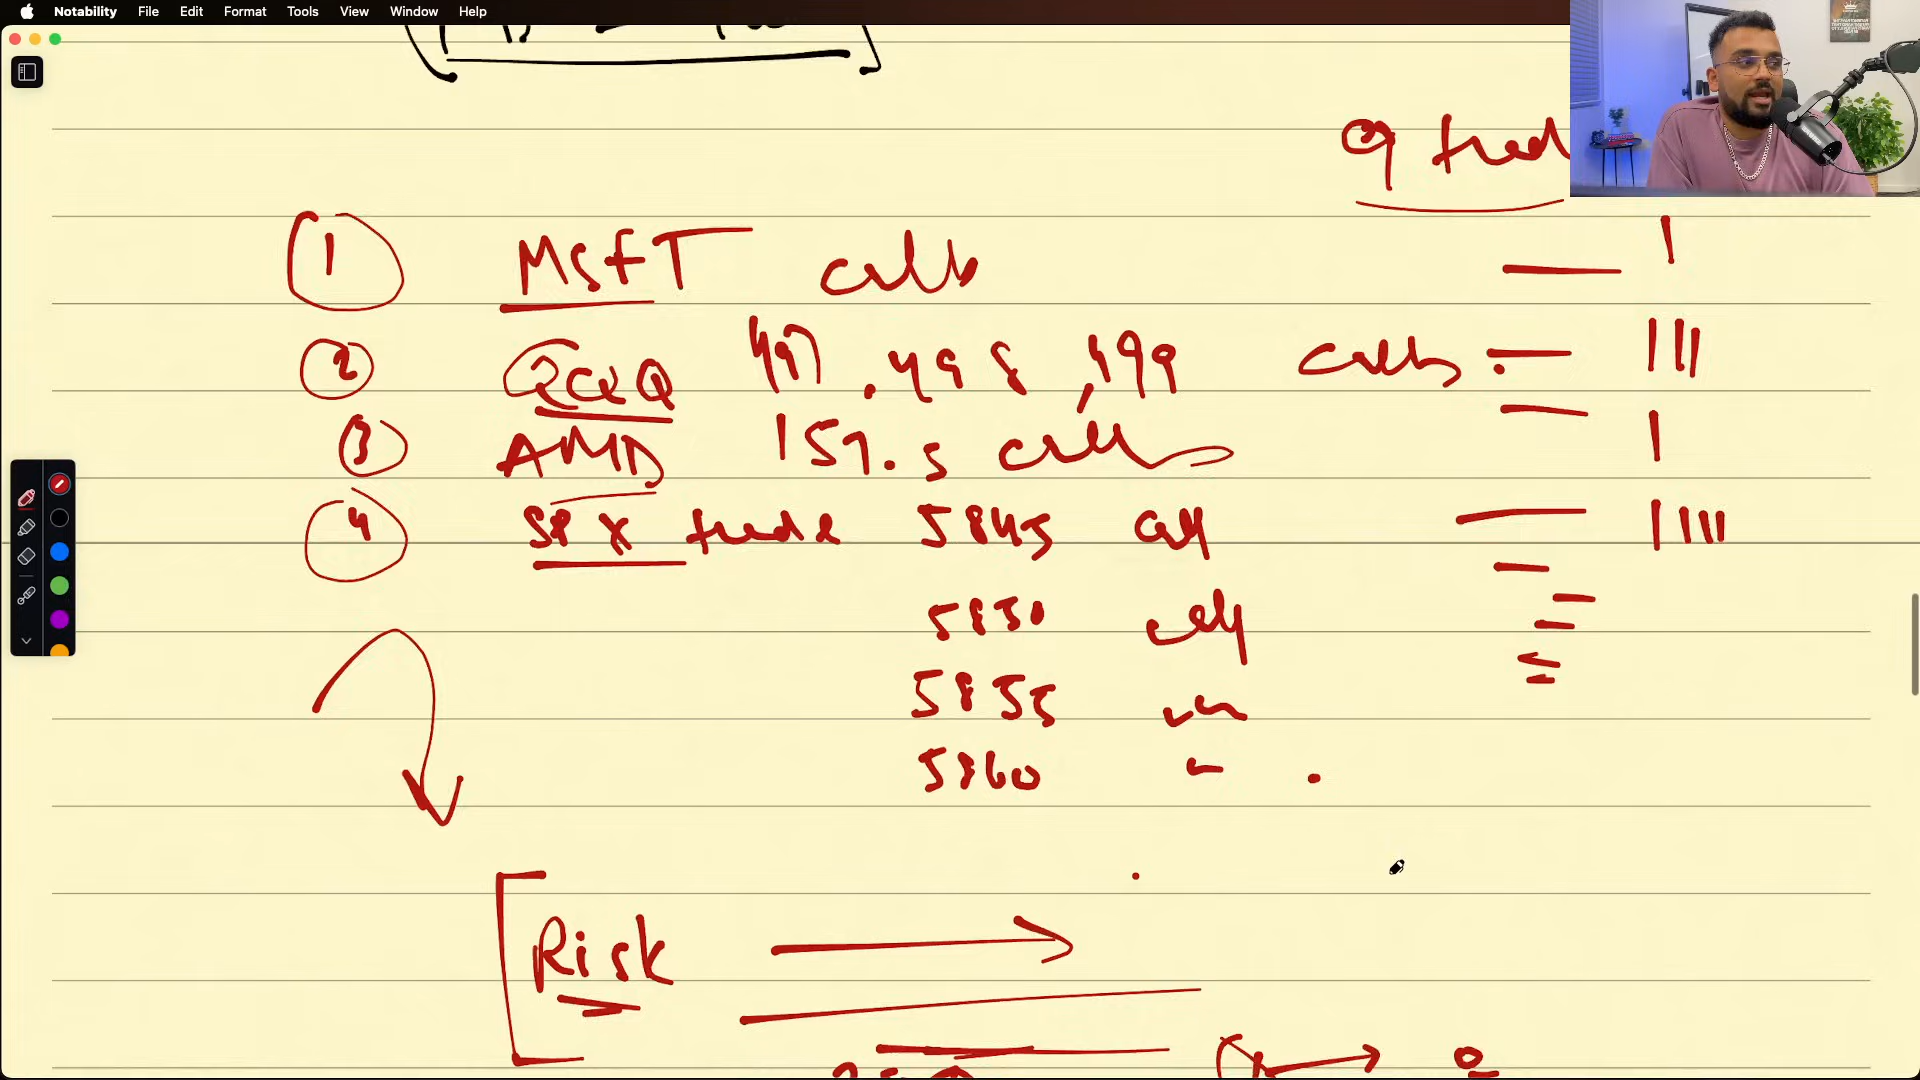 Notability File Edit Format Tools View Window Help
9 trad
1 MSFT calls
2 QQQ 497, 498, 499 calls
3 AMD 157.5 calls
4 SPX trade 5845 call
5850 call
5855
5860
Risk